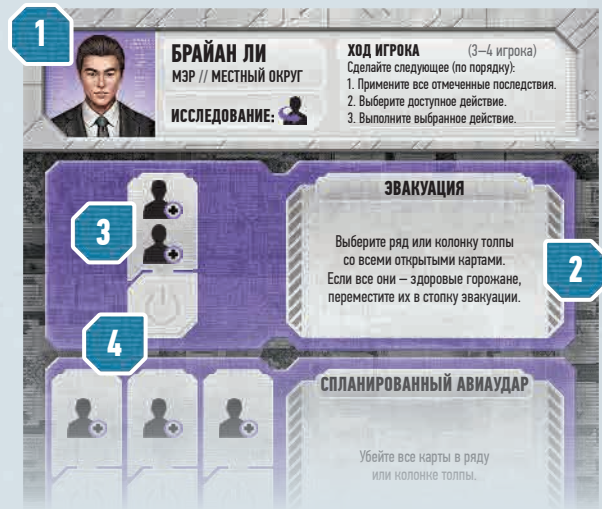 1
БРАЙАН ЛИ
МЭР // МЕСТНЫЙ ОКРУГ
ИССЛЕДОВАНИЕ:
ХОД ИГРОКА (3–4 игрока)
Сделайте следующее (по порядку):
1. Примените все отмеченные последствия.
2. Выберите доступное действие.
3. Выполните выбранное действие.
3
ЭВАКУАЦИЯ
Выберите ряд или колонку толпы
со всеми открытыми картами.
Если все они – здоровые горожане,
переместите их в стопку эвакуации.
2
4
СПЛАНИРОВАННЫЙ АВИАУДАР
Убейте все карты в ряду
или колонке толпы.